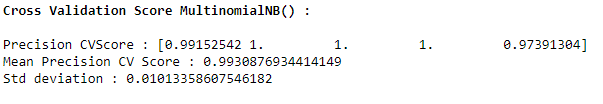 Cross Validation Score MultinomialNB() :
Precision CVScore : [0.99152542 1. 1. 1. 0.97391304]
Mean Precision CV Score : 0.9930876934414149
Std deviation : 0.01013358607546182